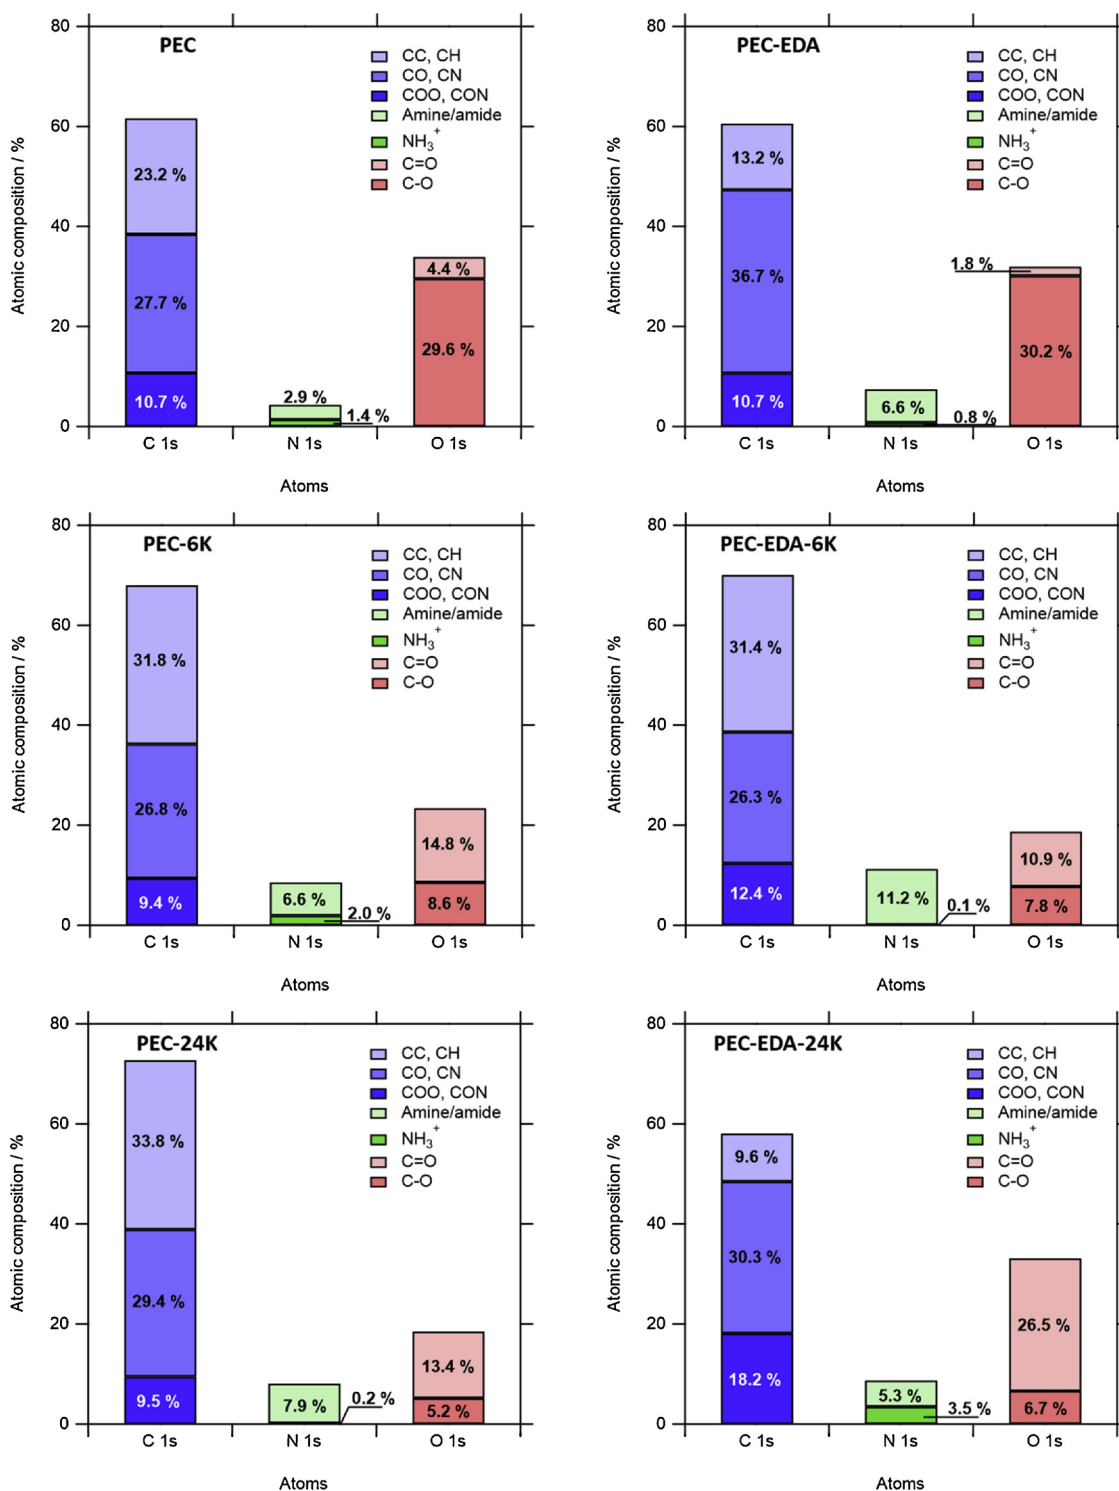 PEC
Atomic composition / %
80
60
40
20
0
CC, CH
CO, CN
COO, CON
Amine/amide
NH3+
C=O
C-O
23.2 %
27.7 %
10.7 %
2.9 %
1.4 %
4.4 %
29.6 %
C 1s
N 1s
O 1s
Atoms
PEC-EDA
Atomic composition / %
80
60
40
20
0
CC, CH
CO, CN
COO, CON
Amine/amide
NH3+
C=O
C-O
13.2 %
36.7 %
10.7 %
6.6 %
0.8 %
1.8 %
30.2 %
C 1s
N 1s
O 1s
Atoms
PEC-6K
Atomic composition / %
80
60
40
20
0
CC, CH
CO, CN
COO, CON
Amine/amide
NH3+
C=O
C-O
31.8 %
26.8 %
9.4 %
6.6 %
2.0 %
14.8 %
8.6 %
C 1s
N 1s
O 1s
Atoms
PEC-EDA-6K
Atomic composition / %
80
60
40
20
0
CC, CH
CO, CN
COO, CON
Amine/amide
NH3+
C=O
C-O
31.4 %
26.3 %
12.4 %
11.2 %
0.1 %
10.9 %
7.8 %
C 1s
N 1s
O 1s
Atoms
PEC-24K
Atomic composition / %
80
60
40
20
0
CC, CH
CO, CN
COO, CON
Amine/amide
NH3+
C=O
C-O
33.8 %
29.4 %
9.5 %
7.9 %
0.2 %
13.4 %
5.2 %
C 1s
N 1s
O 1s
Atoms
PEC-EDA-24K
Atomic composition / %
80
60
40
20
0
CC, CH
CO, CN
COO, CON
Amine/amide
NH3+
C=O
C-O
9.6 %
30.3 %
18.2 %
5.3 %
3.5 %
26.5 %
6.7 %
C 1s
N 1s
O 1s
Atoms